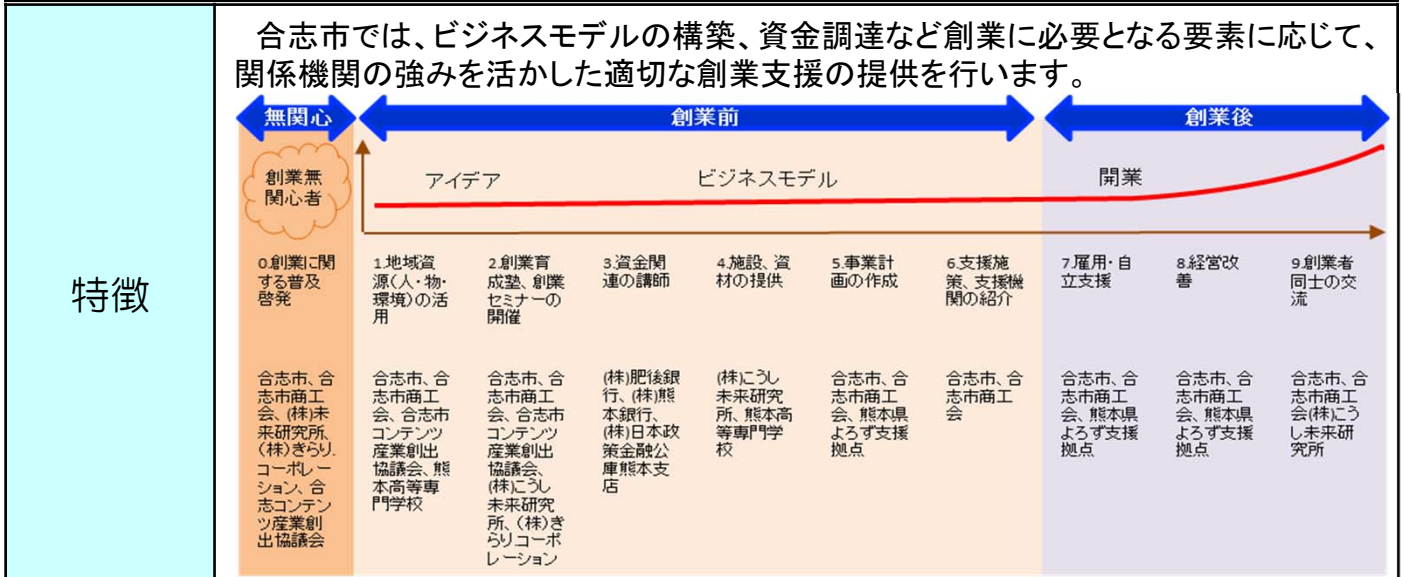 特徴
合志市では、ビジネスモデルの構築、資金調達など創業に必要となる要素に応じて、
関係機関の強みを活かした適切な創業支援の提供を行います。
無関心
創業前
創業後
創業無
関心者
アイデア
ビジネスモデル
開業
0.創業に関
する普及
啓発
1.地域資
源(人・物・
環境)の活
用
2.創業育
成塾、創業
セミナーの
開催
3.資金関
連の講師
4.施設、資
材の提供
5.事業計
画の作成
6.支援施
策、支援機
関の紹介
7.雇用・自
立支援
8.経営改
善
9.創業者
同士の交
流
合志市、合
志市商工
会、(株)未
来研究所、
(株)きらり.
コーポレー
ション、合
志コンテン
ツ産業創
出協議会
合志市、合
志市商工
会、合志市
コンテンツ
産業創出
協議会、熊
本高等専
門学校
合志市、合
志市商工
会、合志市
コンテンツ
産業創出
協議会、
(株)こうし
未来研究
所、(株)き
らりコーポ
レーション
(株)肥後銀
行、(株)熊
本銀行、
(株)日本政
策金融公
庫熊本支
店
(株)こうし
未来研究
所、熊本高
等専門学
校
合志市、合
志市商工
会、熊本県
よろず支援
拠点
合志市、合
志市商工
会
合志市、合
志市商工
会、熊本県
よろず支援
拠点
合志市、合
志市商工
会、熊本県
よろず支援
拠点
合志市、合
志市商工
会(株)こう
し未来研
究所